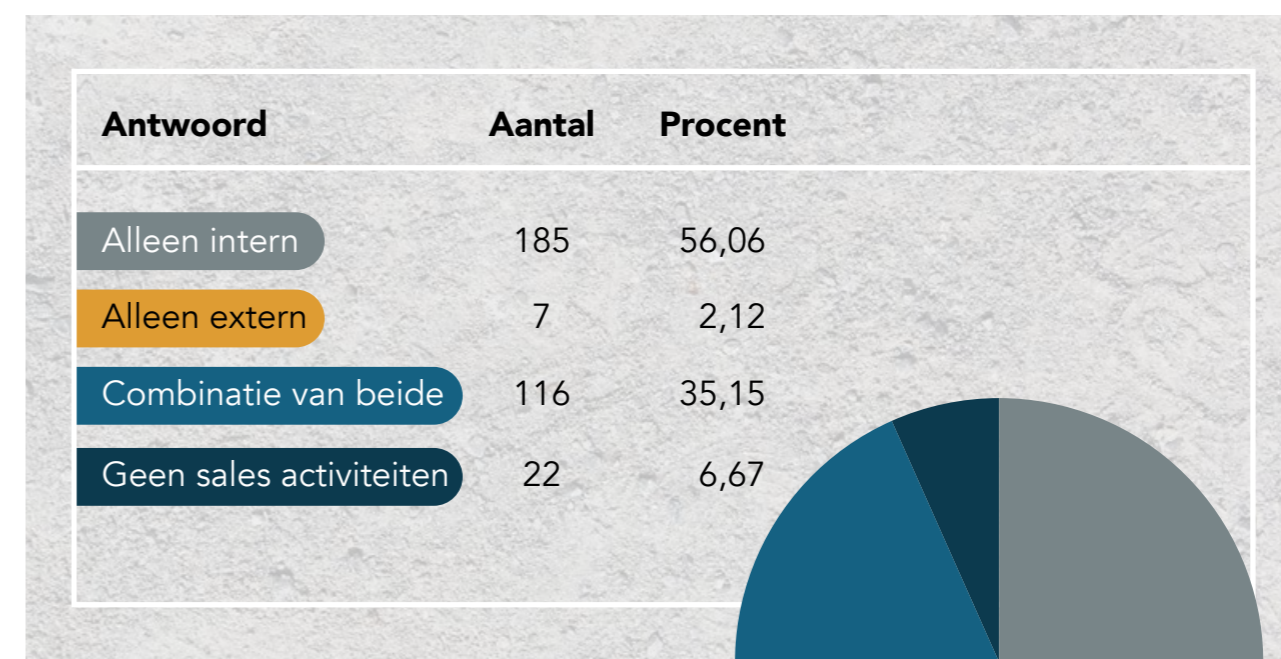 Antwoord Aantal Procent
Alleen intern 185 56,06
Alleen extern 7 2,12
Combinatie van beide 116 35,15
Geen sales activiteiten 22 6,67